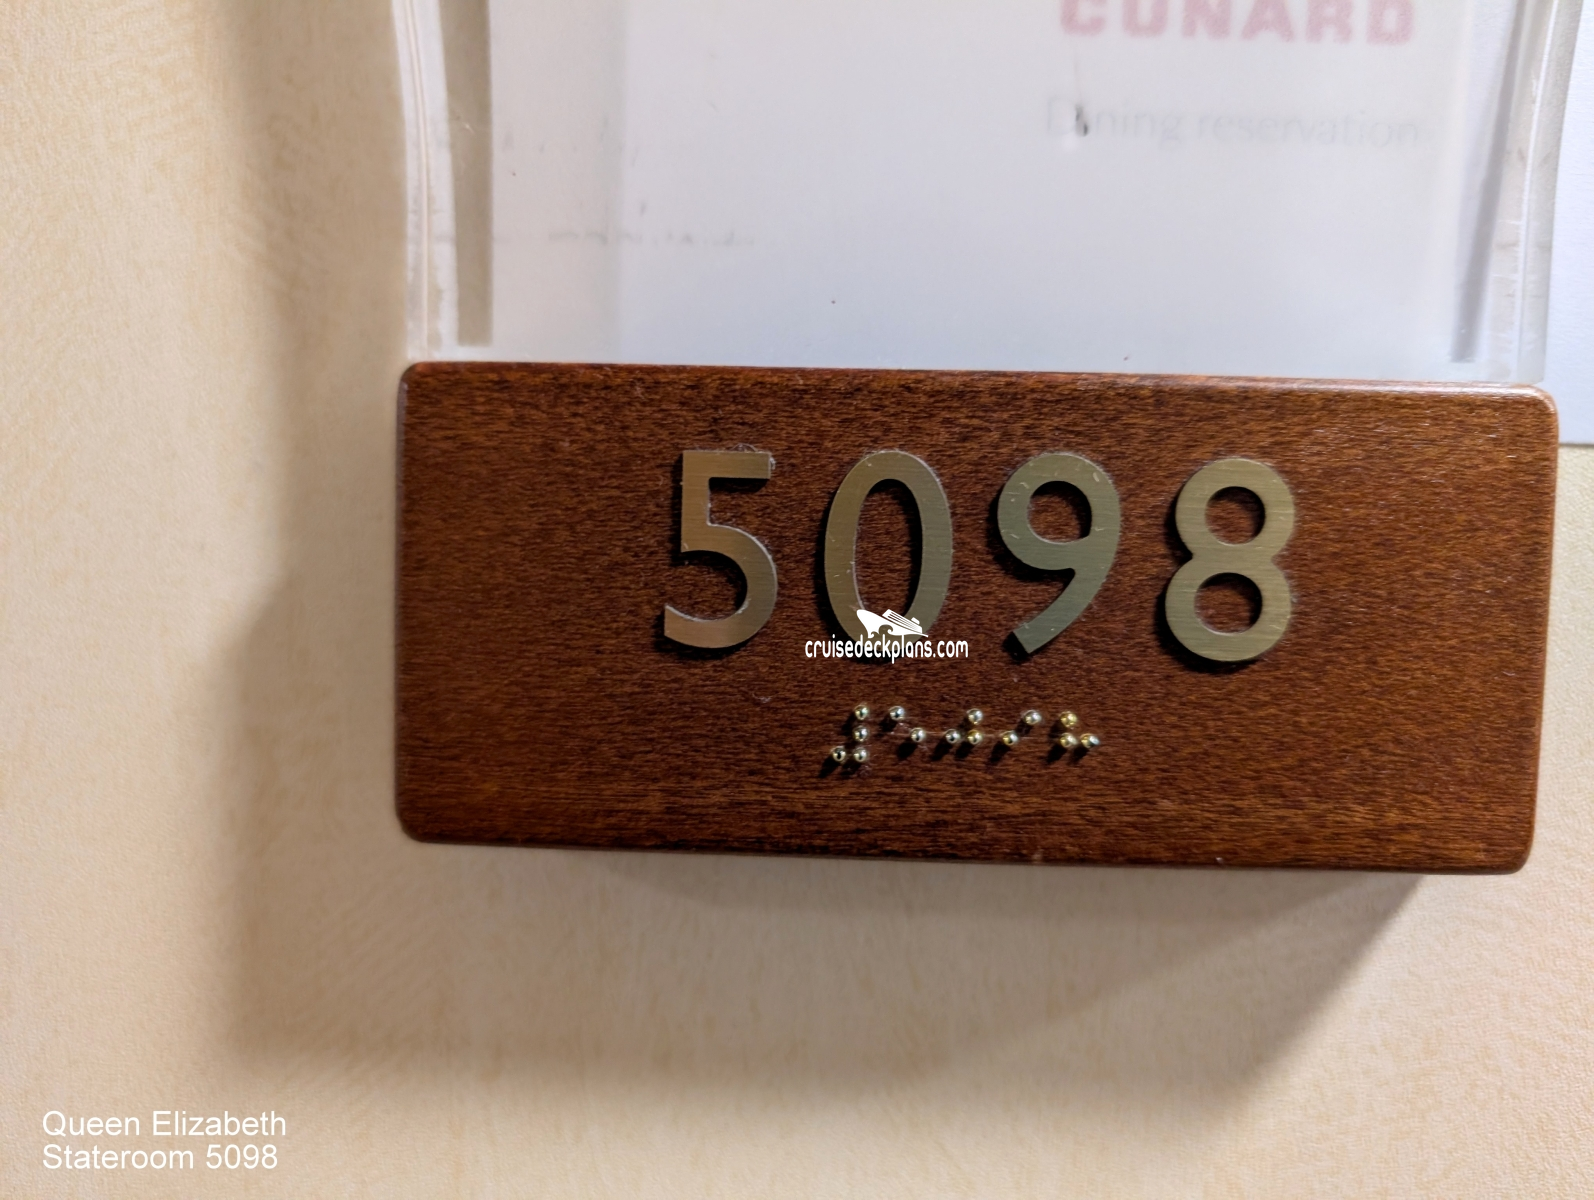 CUNARD
Dining reservation
5098
cruisedeckplans.com
⠼⠑⠚⠊⠓
Queen Elizabeth
Stateroom 5098